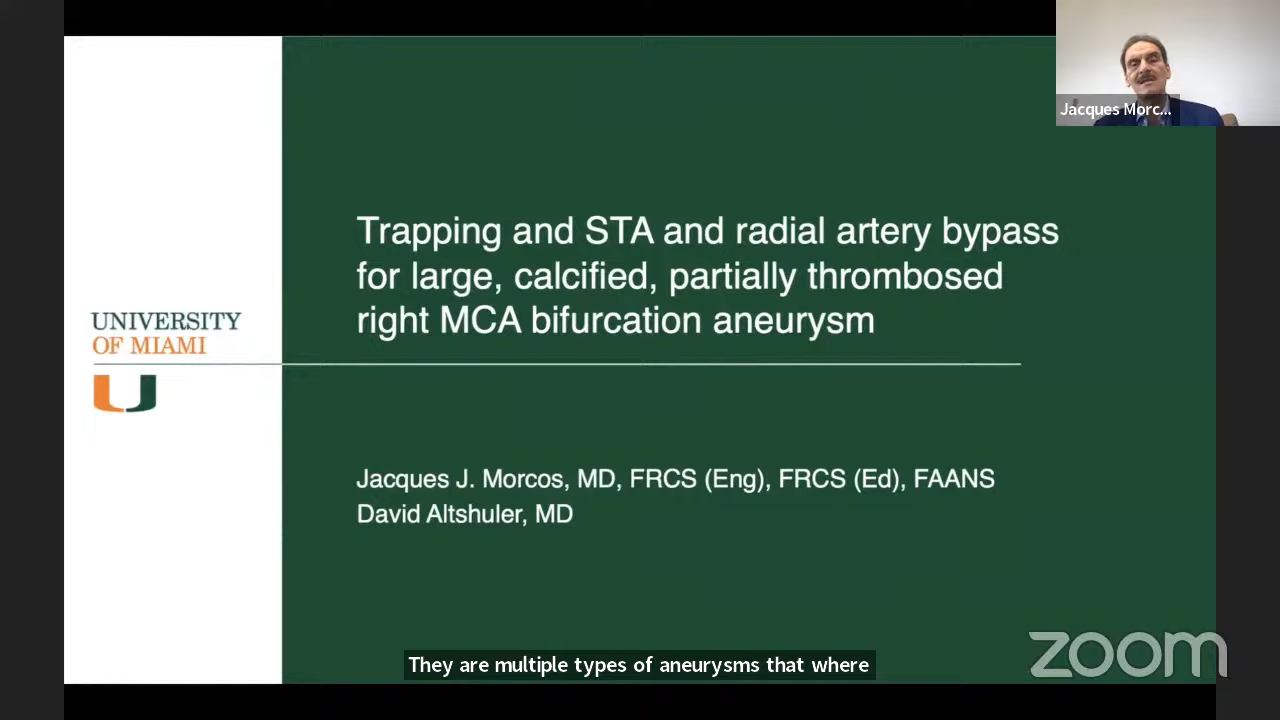 Jacques Morc...
Trapping and STA and radial artery bypass
for large, calcified, partially thrombosed
right MCA bifurcation aneurysm
UNIVERSITY
OF MIAMI
Jacques J. Morcos, MD, FRCS (Eng), FRCS (Ed), FAANS
David Altshuler, MD
They are multiple types of aneurysms that where
zoom